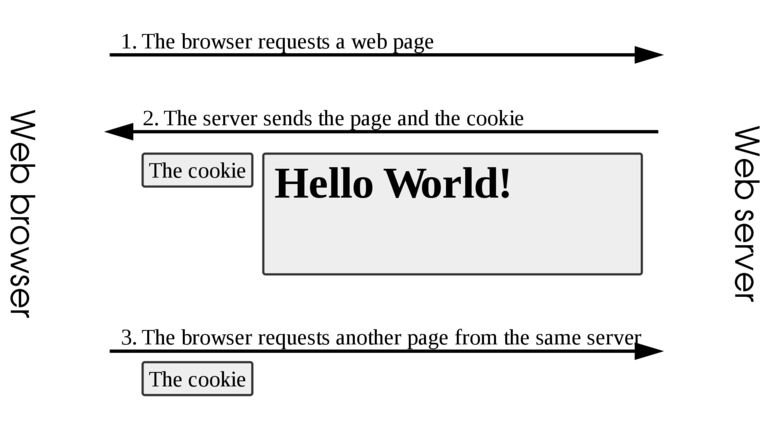 1. The browser requests a web page
2. The server sends the page and the cookie
The cookie
Hello World!
Web browser
Web server
3. The browser requests another page from the same server
The cookie